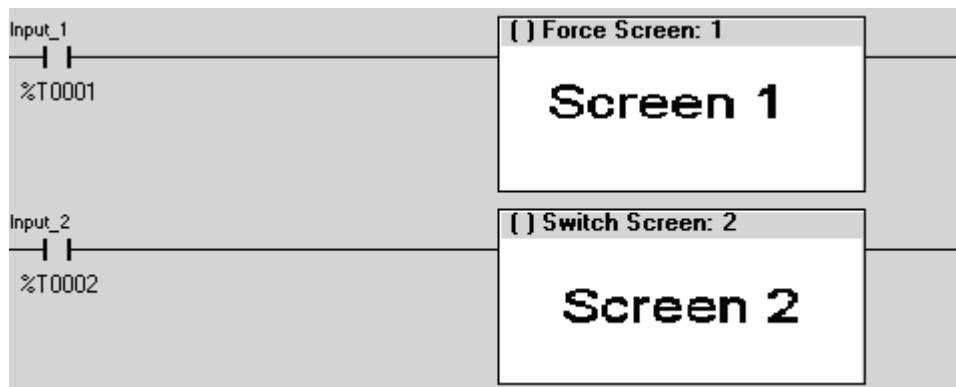 Input_1
( ) Force Screen: 1
%T0001
Screen 1
Input_2
( ) Switch Screen: 2
%T0002
Screen 2